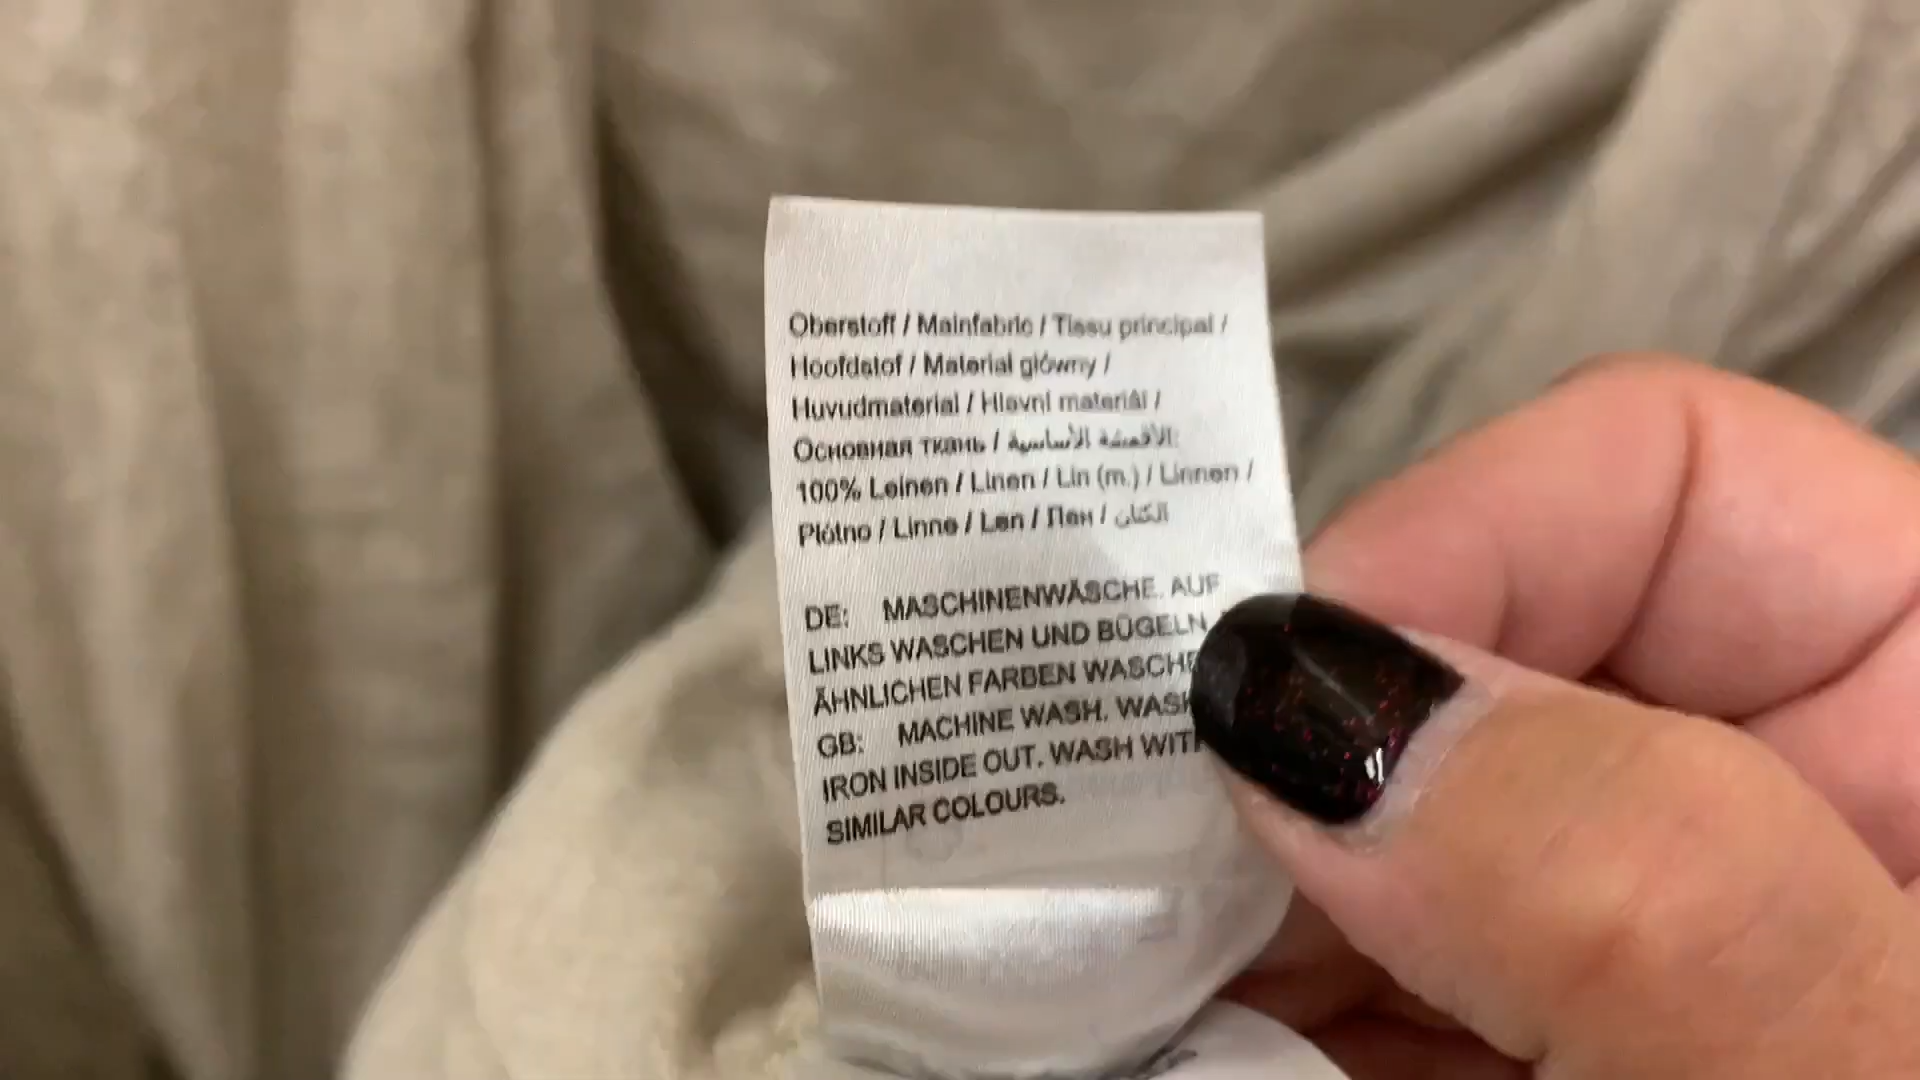 Oberstoff / Mainfabric / Tissu principal /
Hoofdstof / Materiał główny /
Huvudmaterial / Hlavní materiál /
Основная ткань / الأقمشة الأساسية:
100% Leinen / Linen / Lin (m.) / Linnen /
Płótno / Linne / Len / Лен / الكتان
DE: MASCHINENWÄSCHE. AUF
LINKS WASCHEN UND BÜGELN.
ÄHNLICHEN FARBEN WASCHE
GB: MACHINE WASH. WASH
IRON INSIDE OUT. WASH WITH
SIMILAR COLOURS.